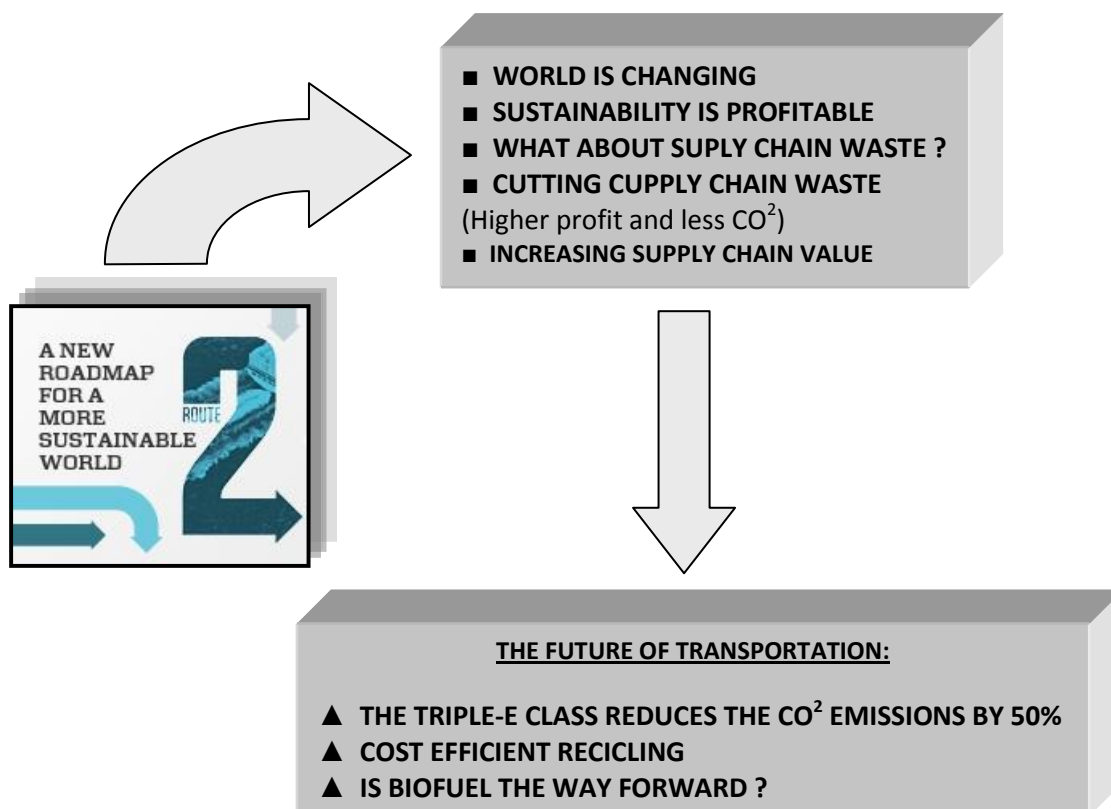 ■ WORLD IS CHANGING
■ SUSTAINABILITY IS PROFITABLE
■ WHAT ABOUT SUPLY CHAIN WASTE ?
■ CUTTING CUPPLY CHAIN WASTE
(Higher profit and less CO²)
■ INCREASING SUPPLY CHAIN VALUE
A NEW
ROADMAP
FOR A
MORE
SUSTAINABLE
WORLD
ROUTE
2
THE FUTURE OF TRANSPORTATION:
▲ THE TRIPLE-E CLASS REDUCES THE CO² EMISSIONS BY 50%
▲ COST EFFICIENT RECICLING
▲ IS BIOFUEL THE WAY FORWARD ?